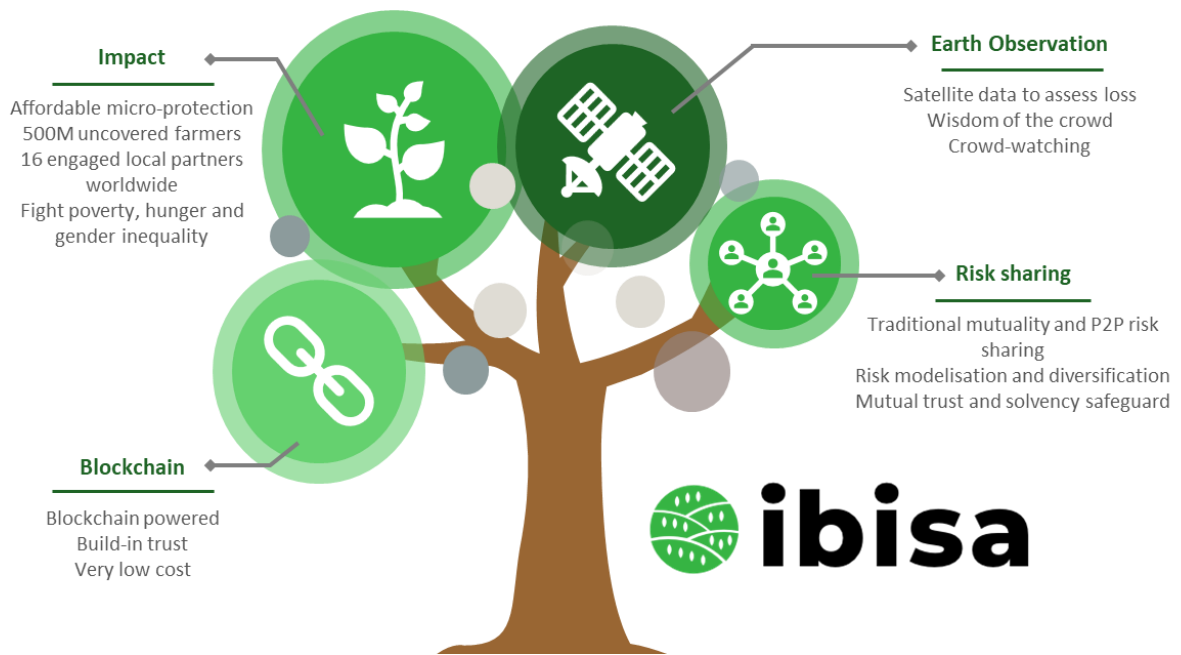 Impact
Affordable micro-protection
500M uncovered farmers
16 engaged local partners
worldwide
Fight poverty, hunger and
gender inequality
Earth Observation
Satellite data to assess loss
Wisdom of the crowd
Crowd-watching
Risk sharing
Traditional mutuality and P2P risk
sharing
Risk modelisation and diversification
Mutual trust and solvency safeguard
Blockchain
Blockchain powered
Build-in trust
Very low cost
ibisa